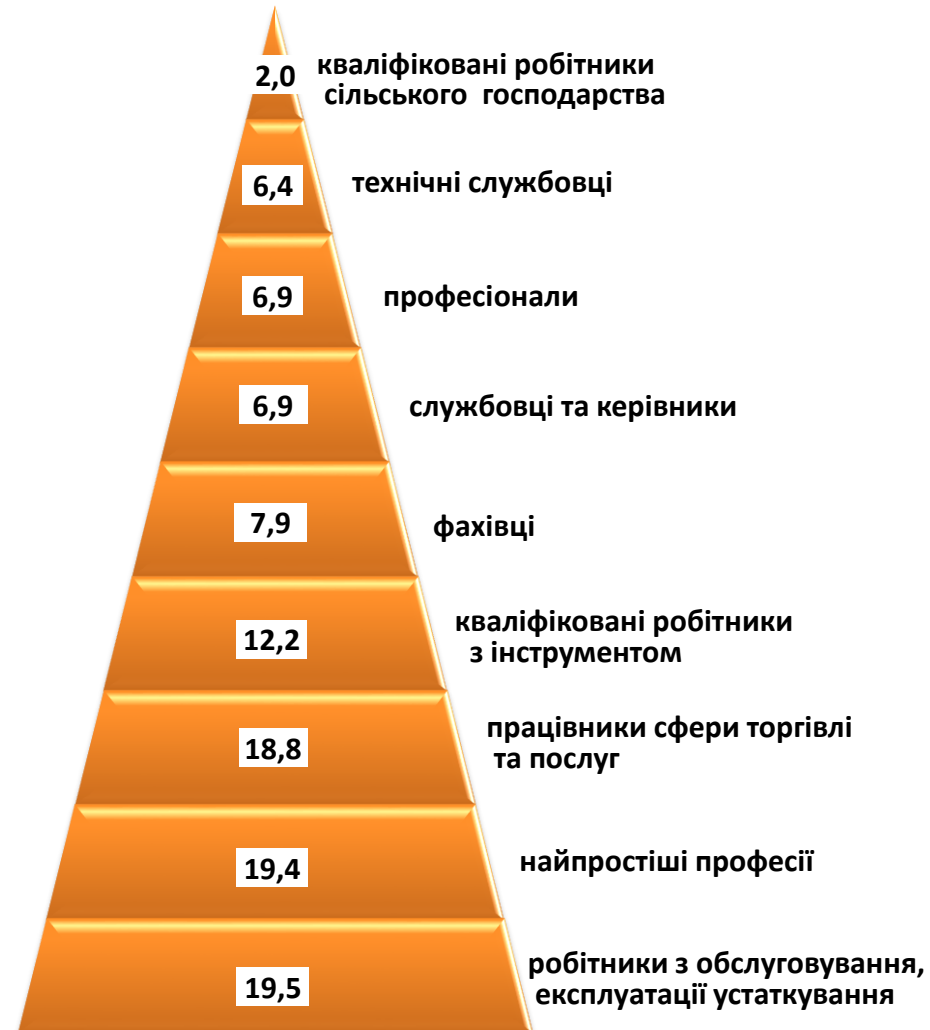 2,0
кваліфіковані робітники
сільського господарства
6,4
технічні службовці
6,9
професіонали
6,9
службовці та керівники
7,9
фахівці
12,2
кваліфіковані робітники
з інструментом
18,8
працівники сфери торгівлі
та послуг
19,4
найпростіші професії
19,5
робітники з обслуговування,
експлуатації устаткування